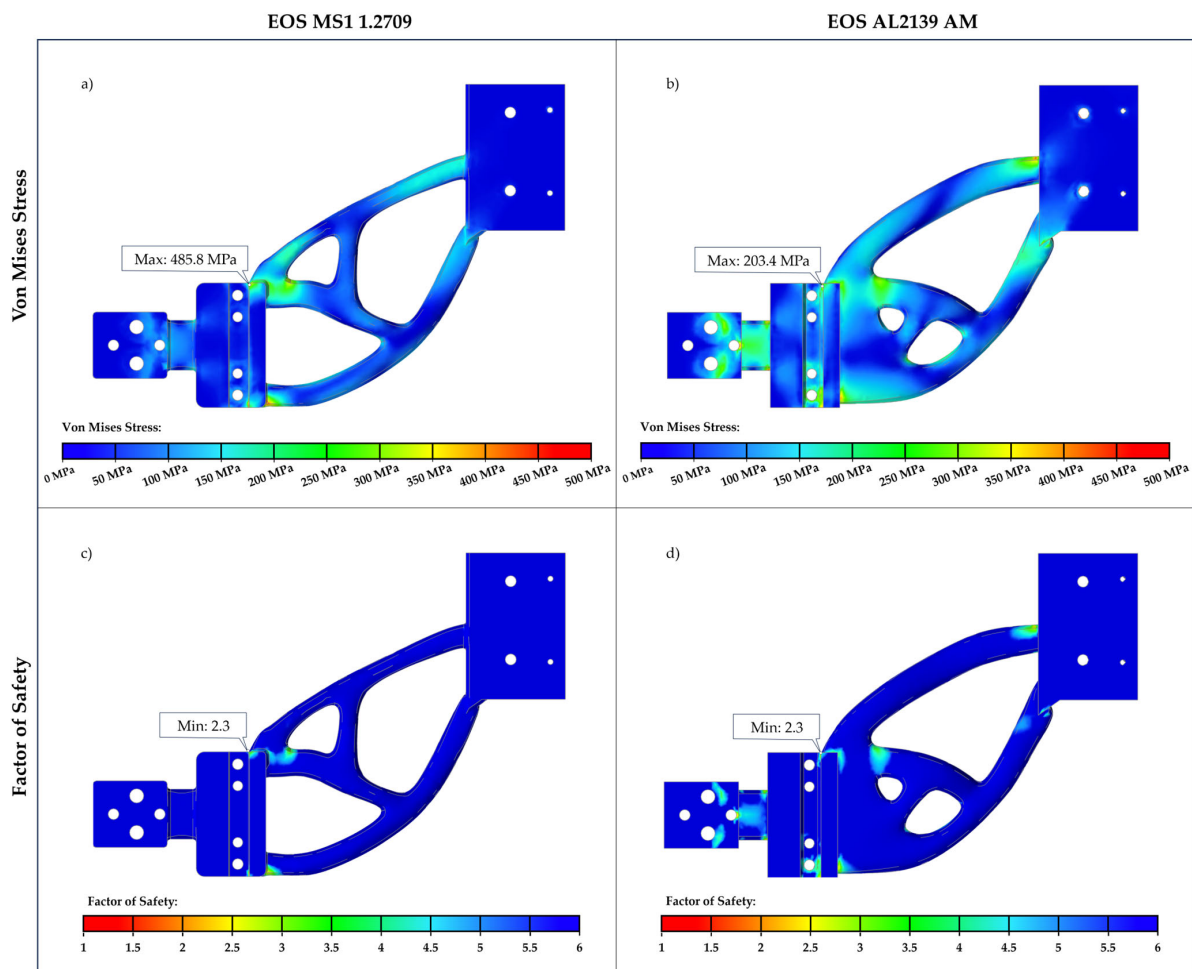 EOS MS1 1.2709
EOS AL2139 AM
Von Mises Stress
a)
Max: 485.8 MPa
Von Mises Stress:
0 MPa 50 MPa 100 MPa 150 MPa 200 MPa 250 MPa 300 MPa 350 MPa 400 MPa 450 MPa 500 MPa
b)
Max: 203.4 MPa
Von Mises Stress:
0 MPa 50 MPa 100 MPa 150 MPa 200 MPa 250 MPa 300 MPa 350 MPa 400 MPa 450 MPa 500 MPa
Factor of Safety
c)
Min: 2.3
Factor of Safety:
1 1.5 2 2.5 3 3.5 4 4.5 5 5.5 6
d)
Min: 2.3
Factor of Safety:
1 1.5 2 2.5 3 3.5 4 4.5 5 5.5 6